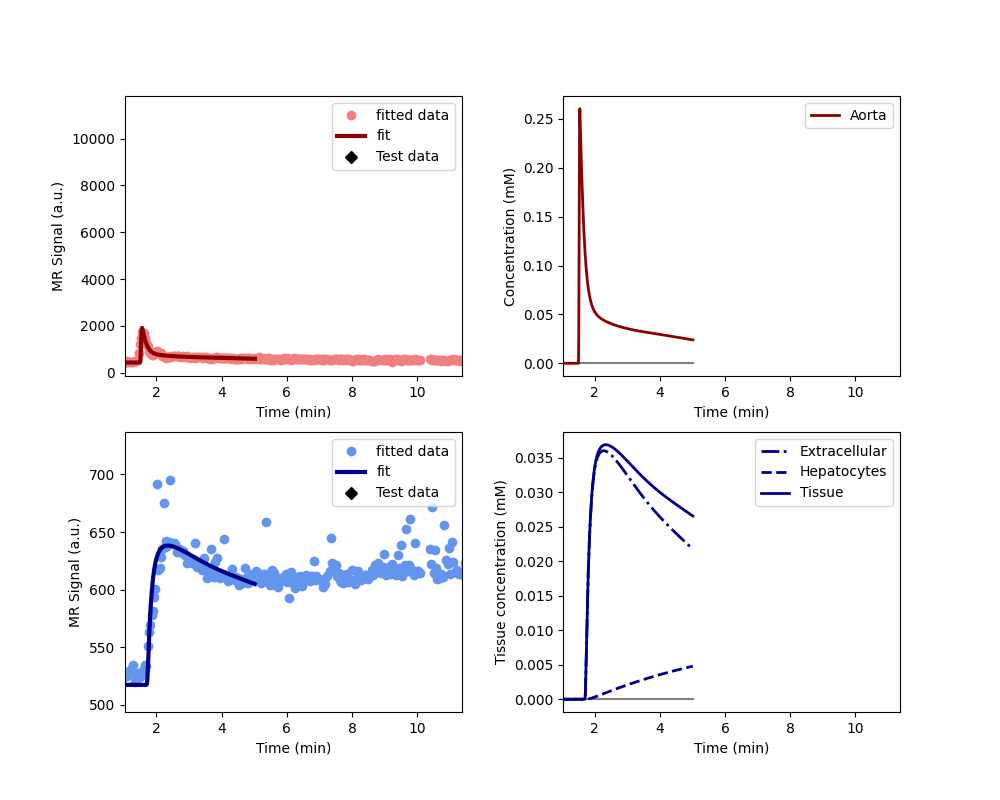 10000
8000
6000
4000
2000
0
MR Signal (a.u.)
fitted data
fit
Test data
2 4 6 8 10
Time (min)
0.25
0.20
0.15
0.10
0.05
0.00
Concentration (mM)
Aorta
2 4 6 8 10
Time (min)
700
650
600
550
500
MR Signal (a.u.)
fitted data
fit
Test data
2 4 6 8 10
Time (min)
0.035
0.030
0.025
0.020
0.015
0.010
0.005
0.000
Tissue concentration (mM)
Extracellular
Hepatocytes
Tissue
2 4 6 8 10
Time (min)